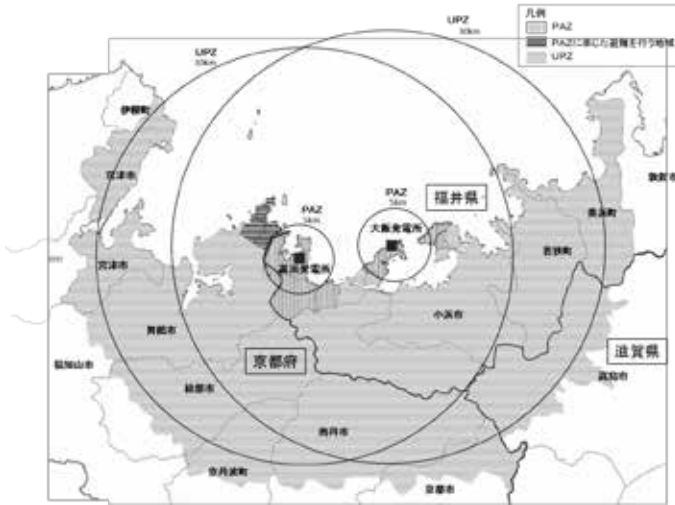 凡例
PAZ
PAZに準じた避難を行う地域
UPZ
UPZ
30km
UPZ
30km
伊根町
宮津市
宮津市
舞鶴市
福知山市
綾部市
京丹波町
南丹市
京都市
京都府
PAZ
5km
高浜発電所
PAZ
5km
大飯発電所
福井県
小浜市
若狭町
美浜町
敦賀市
滋賀県
高島市